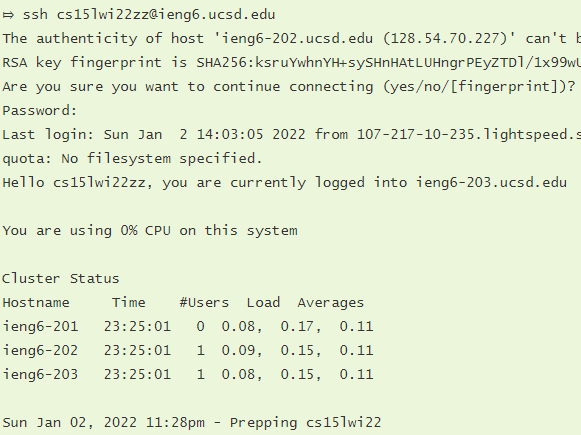 ⤇ ssh cs15lwi22zz@ieng6.ucsd.edu
The authenticity of host 'ieng6-202.ucsd.edu (128.54.70.227)' can't b
RSA key fingerprint is SHA256:ksruYwhnYH+sySHnHAtLUHngrPEyZTDl/1x99wU
Are you sure you want to continue connecting (yes/no/[fingerprint])?
Password:
Last login: Sun Jan  2 14:03:05 2022 from 107-217-10-235.lightspeed.s
quota: No filesystem specified.
Hello cs15lwi22zz, you are currently logged into ieng6-203.ucsd.edu
You are using 0% CPU on this system
Cluster Status
Hostname     Time    #Users  Load  Averages
ieng6-201   23:25:01   0  0.08,  0.17,  0.11
ieng6-202   23:25:01   1  0.09,  0.15,  0.11
ieng6-203   23:25:01   1  0.08,  0.15,  0.11
Sun Jan 02, 2022 11:28pm - Prepping cs15lwi22